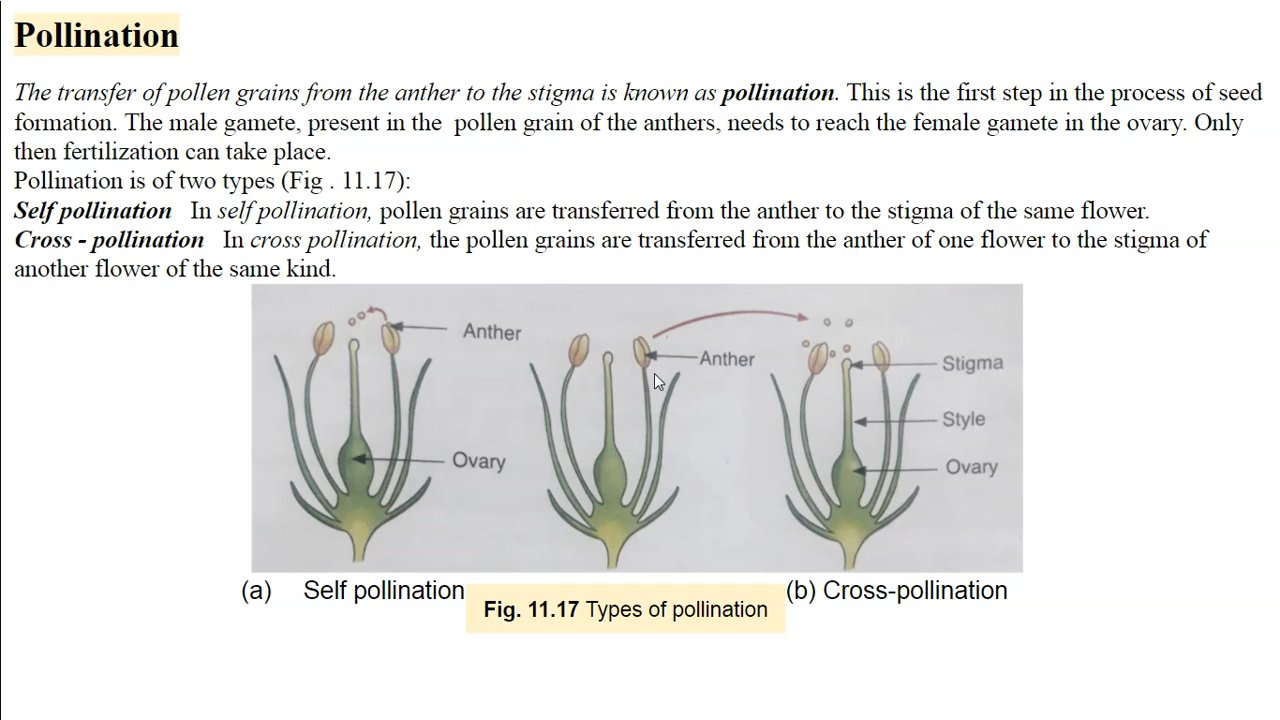 Pollination
The transfer of pollen grains from the anther to the stigma is known as pollination. This is the first step in the process of seed
formation. The male gamete, present in the  pollen grain of the anthers, needs to reach the female gamete in the ovary. Only
then fertilization can take place.
Pollination is of two types (Fig . 11.17):
Self pollination   In self pollination, pollen grains are transferred from the anther to the stigma of the same flower.
Cross - pollination   In cross pollination, the pollen grains are transferred from the anther of one flower to the stigma of
another flower of the same kind.
Anther
Ovary
Anther
Stigma
Style
Ovary
(a) Self pollination
(b) Cross-pollination
Fig. 11.17 Types of pollination